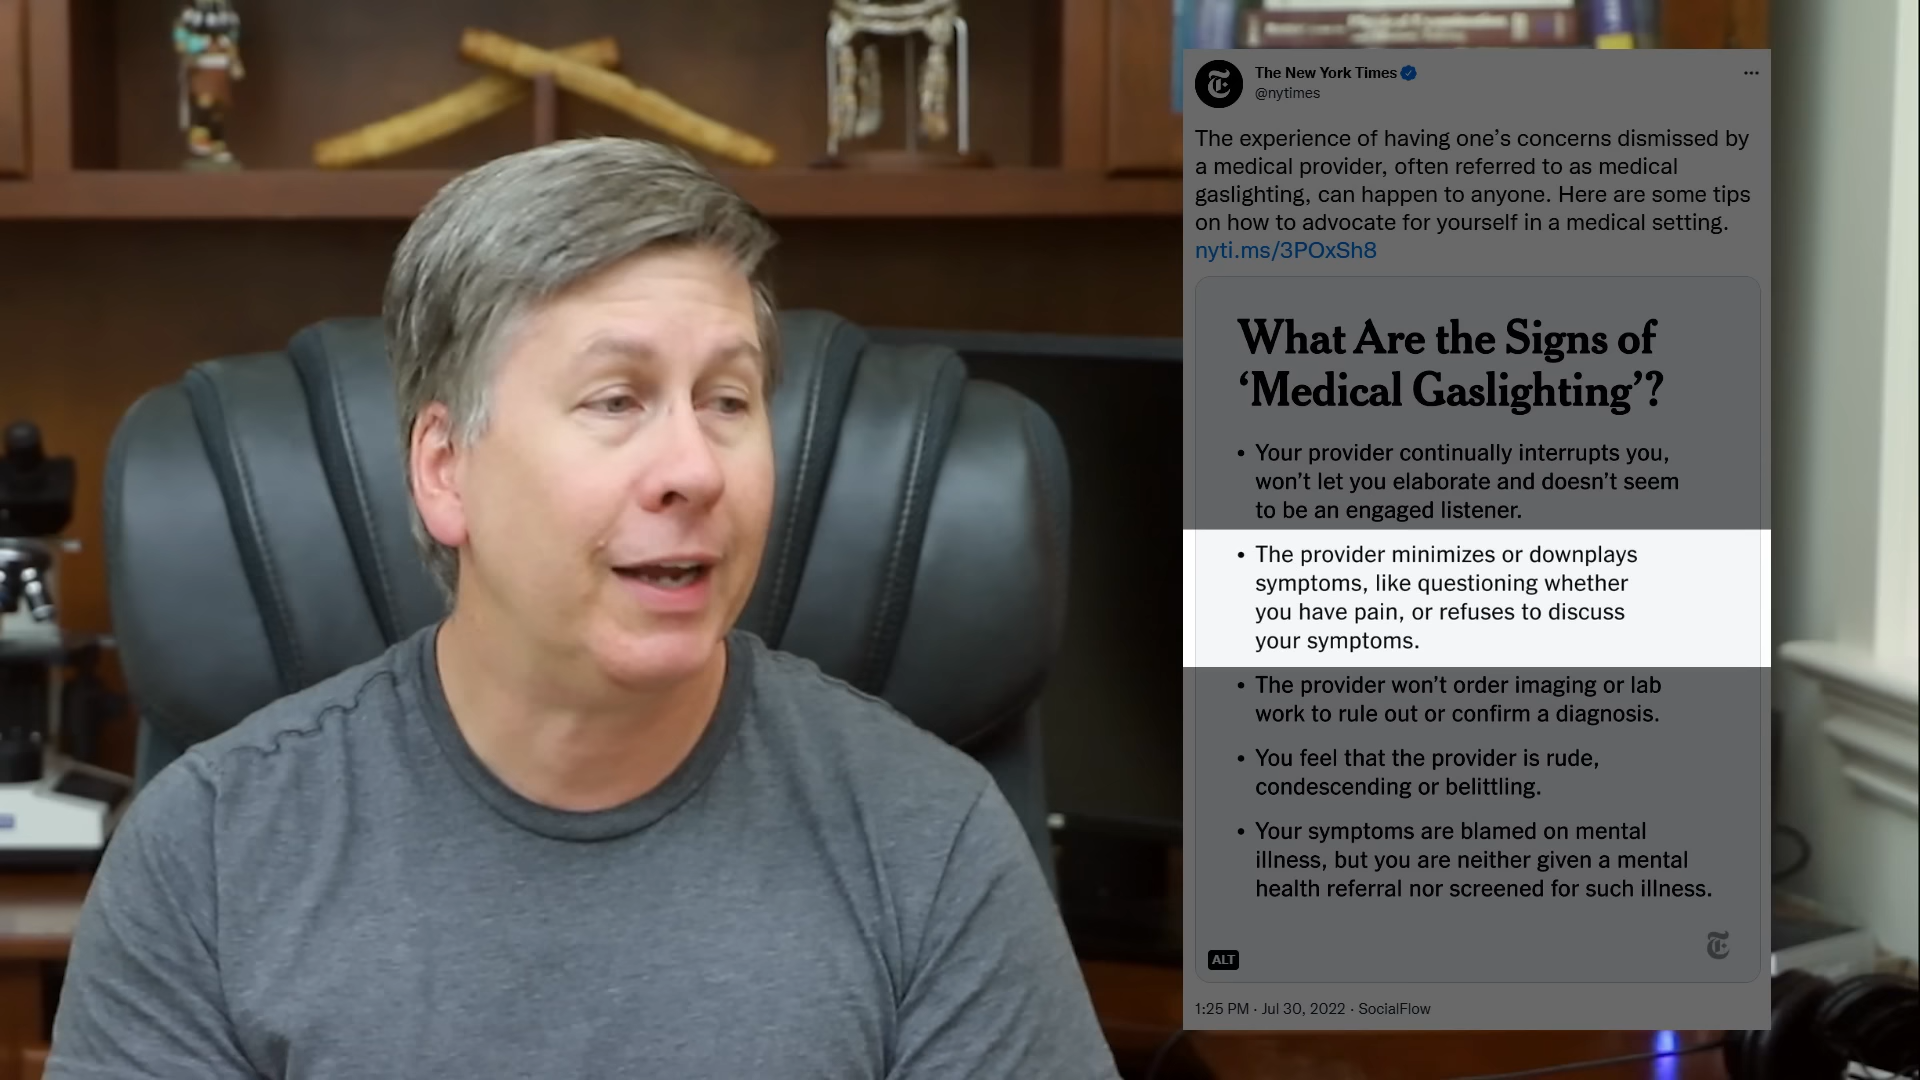 The New York Times
@nytimes
The experience of having one’s concerns dismissed by
a medical provider, often referred to as medical
gaslighting, can happen to anyone. Here are some tips
on how to advocate for yourself in a medical setting.
nyti.ms/3POxSh8
What Are the Signs of
‘Medical Gaslighting’?
• Your provider continually interrupts you,
won’t let you elaborate and doesn’t seem
to be an engaged listener.
• The provider minimizes or downplays
symptoms, like questioning whether
you have pain, or refuses to discuss
your symptoms.
• The provider won’t order imaging or lab
work to rule out or confirm a diagnosis.
• You feel that the provider is rude,
condescending or belittling.
• Your symptoms are blamed on mental
illness, but you are neither given a mental
health referral nor screened for such illness.
ALT
1:25 PM · Jul 30, 2022 · SocialFlow